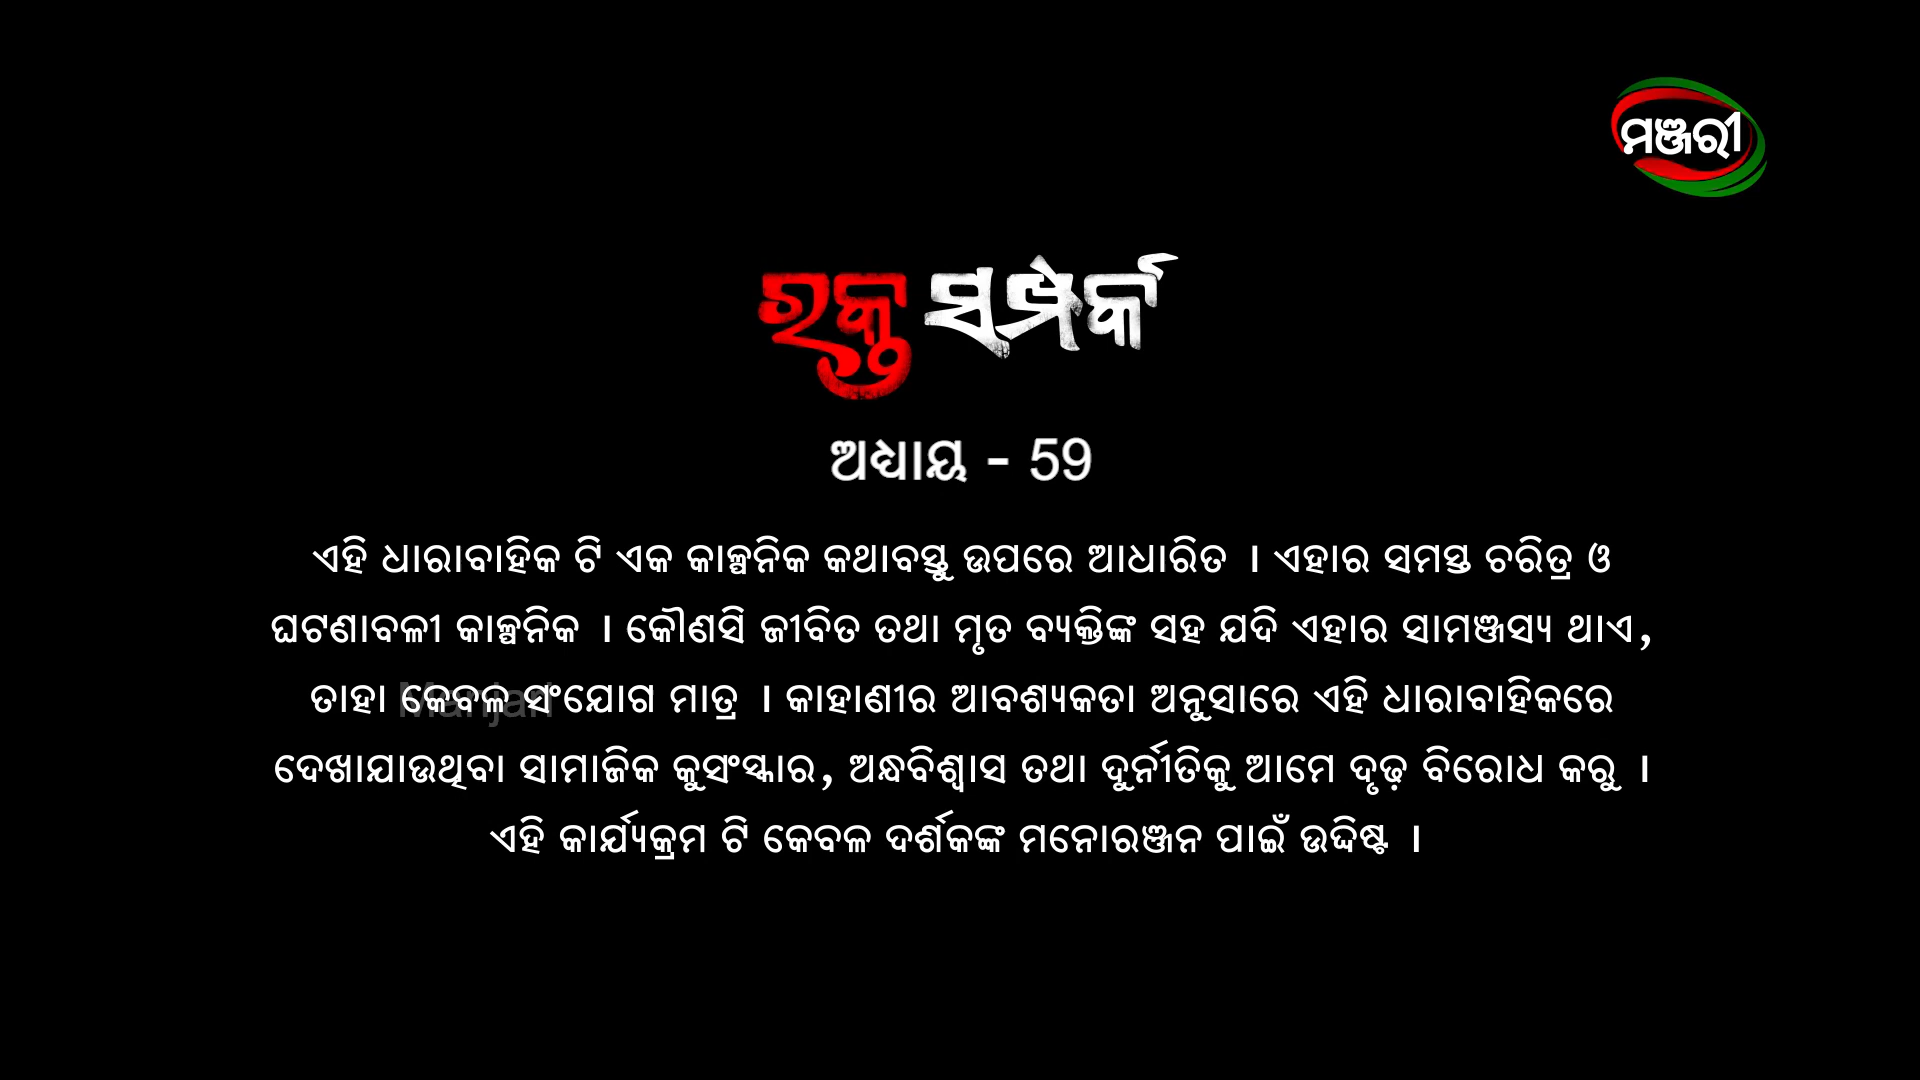 ମଞ୍ଜରୀ
ରକ୍ତ ସମ୍ପର୍କ
ଅଧ୍ୟାୟ - 59
ଏହି ଧାରାବାହିକ ଟି ଏକ କାଳ୍ପନିକ କଥାବସ୍ତୁ ଉପରେ ଆଧାରିତ । ଏହାର ସମସ୍ତ ଚରିତ୍ର ଓ
ଘଟଣାବଳୀ କାଳ୍ପନିକ । କୌଣସି ଜୀବିତ ତଥା ମୃତ ବ୍ୟକ୍ତିଙ୍କ ସହ ଯଦି ଏହାର ସାମଞ୍ଜସ୍ୟ ଥାଏ,
ତାହା କେବଳ ସଂଯୋଗ ମାତ୍ର । କାହାଣୀର ଆବଶ୍ୟକତା ଅନୁସାରେ ଏହି ଧାରାବାହିକରେ
Manjari
ଦେଖାଯାଉଥିବା ସାମାଜିକ କୁସଂସ୍କାର, ଅନ୍ଧବିଶ୍ୱାସ ତଥା ଦୁର୍ନୀତିକୁ ଆମେ ଦୃଢ଼ ବିରୋଧ କରୁ ।
ଏହି କାର୍ଯ୍ୟକ୍ରମ ଟି କେବଳ ଦର୍ଶକଙ୍କ ମନୋରଞ୍ଜନ ପାଇଁ ଉଦ୍ଦିଷ୍ଟ ।